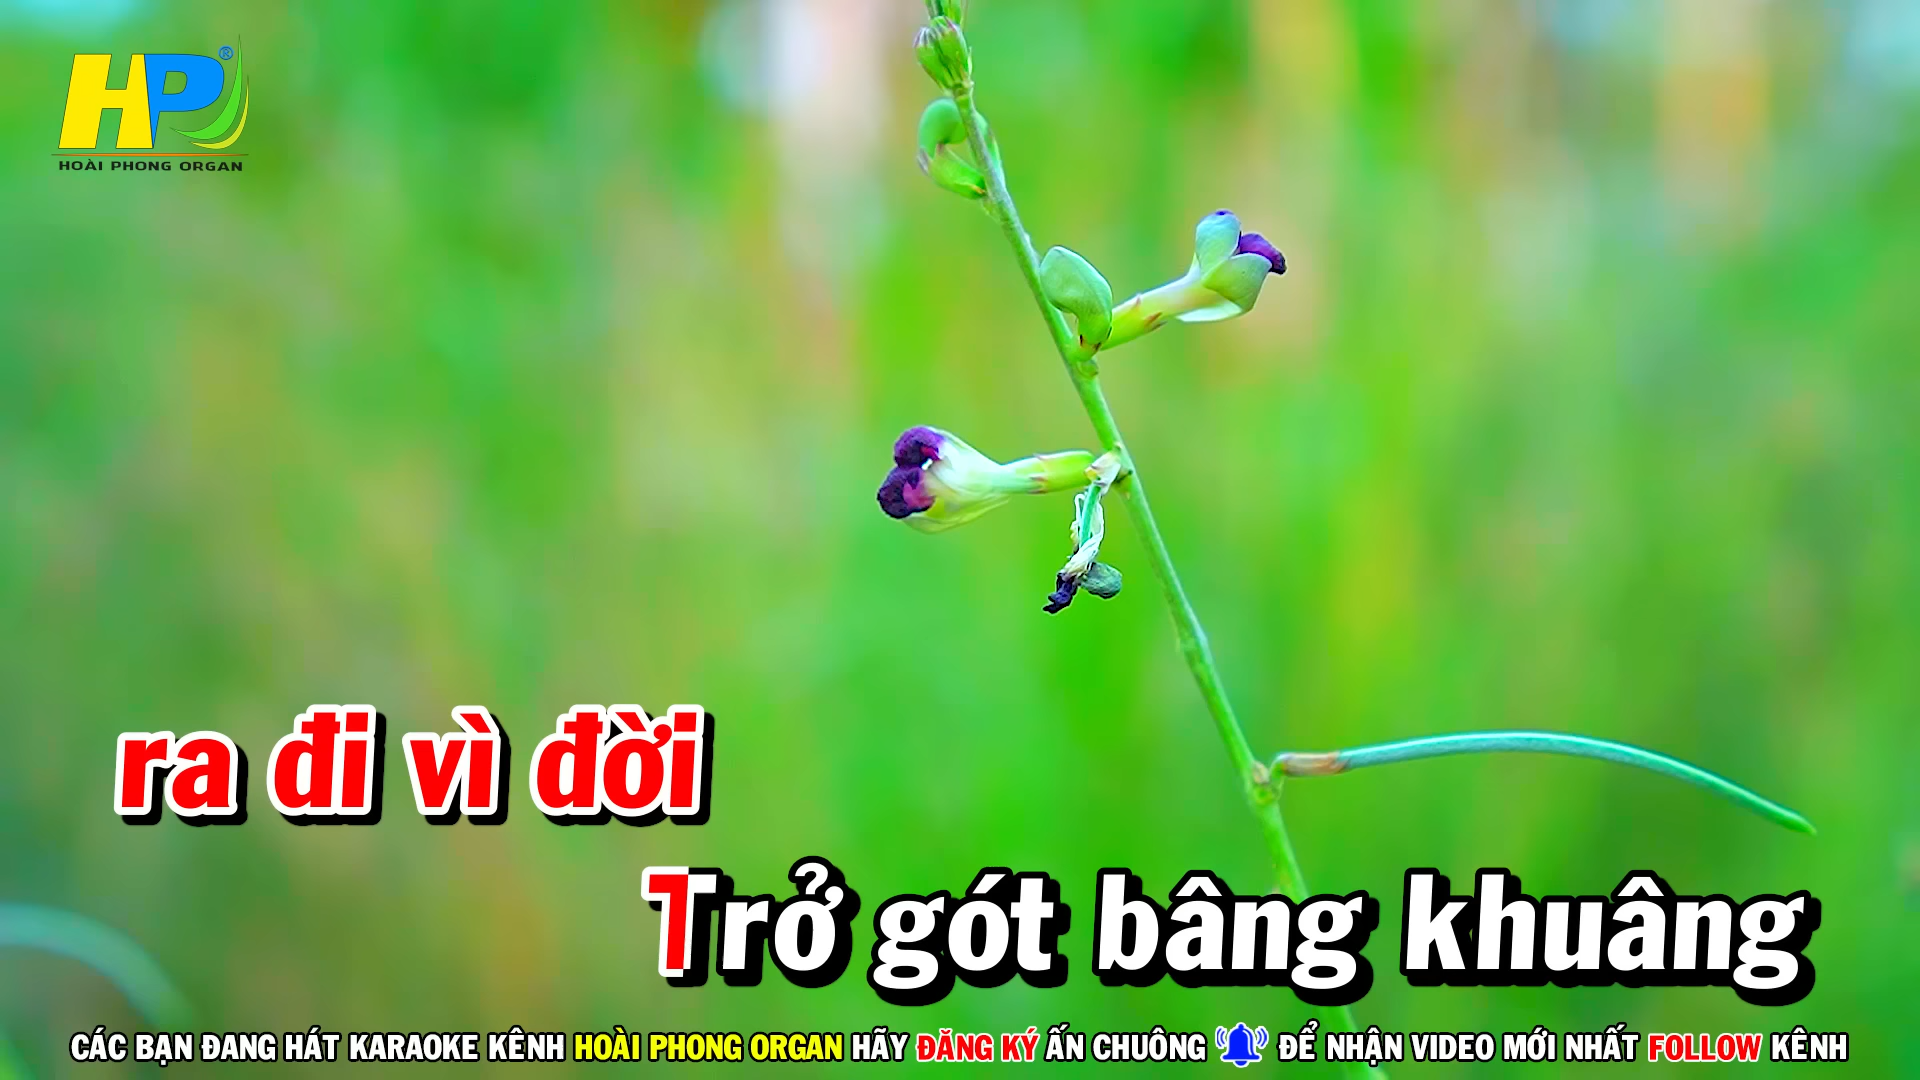 HP®
HOÀI PHONG ORGAN
ra đi vì đời
Trở gót bâng khuâng
CÁC BẠN ĐANG HÁT KARAOKE KÊNH HOÀI PHONG ORGAN HÃY ĐĂNG KÝ ẤN CHUÔNG ĐỂ NHẬN VIDEO MỚI NHẤT FOLLOW KÊNH